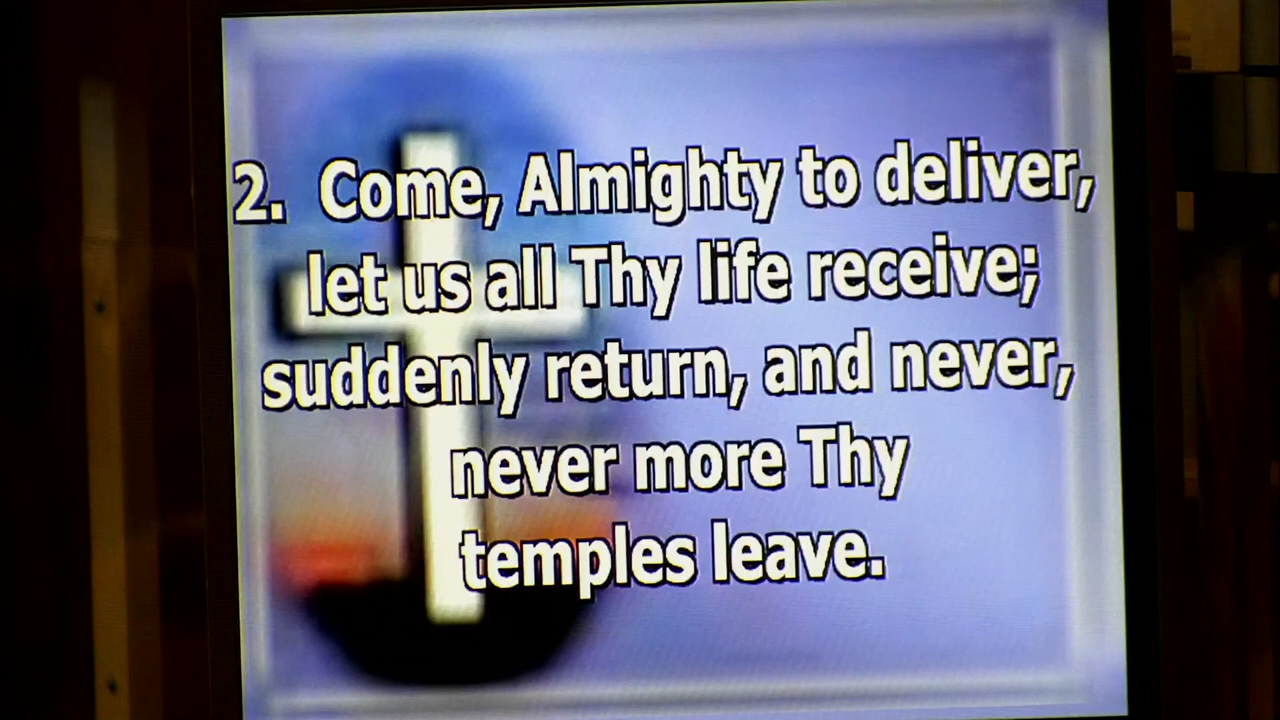 2. Come, Almighty to deliver,
let us all Thy life receive;
suddenly return, and never,
never more Thy
temples leave.